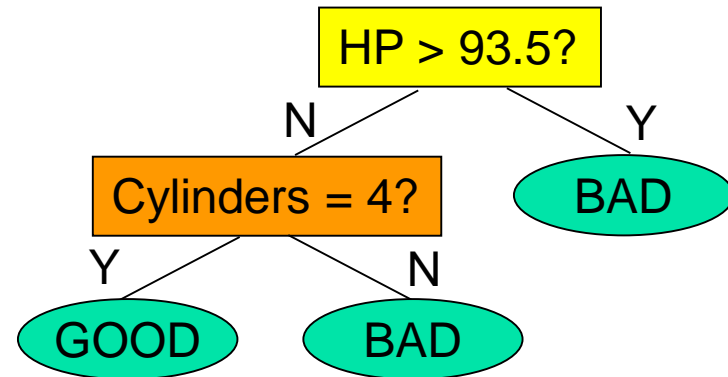 HP > 93.5?
N
Y
Cylinders = 4?
BAD
Y
N
GOOD
BAD